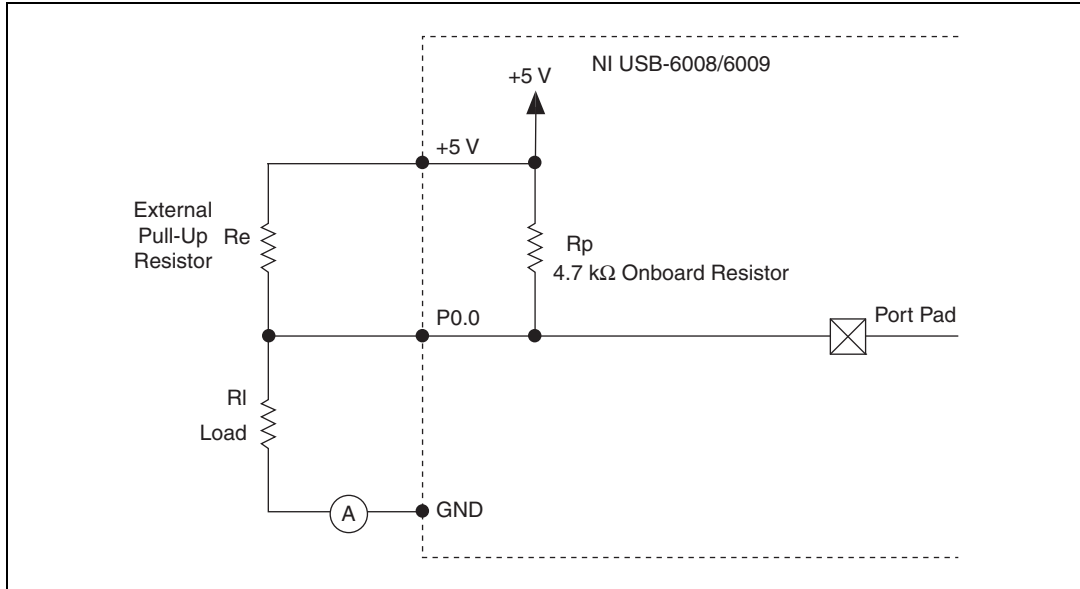 NI USB-6008/6009
+5 V
+5 V
External
Pull-Up
Resistor
Re
Rp
4.7 kΩ Onboard Resistor
P0.0
Port Pad
Rl
Load
A
GND